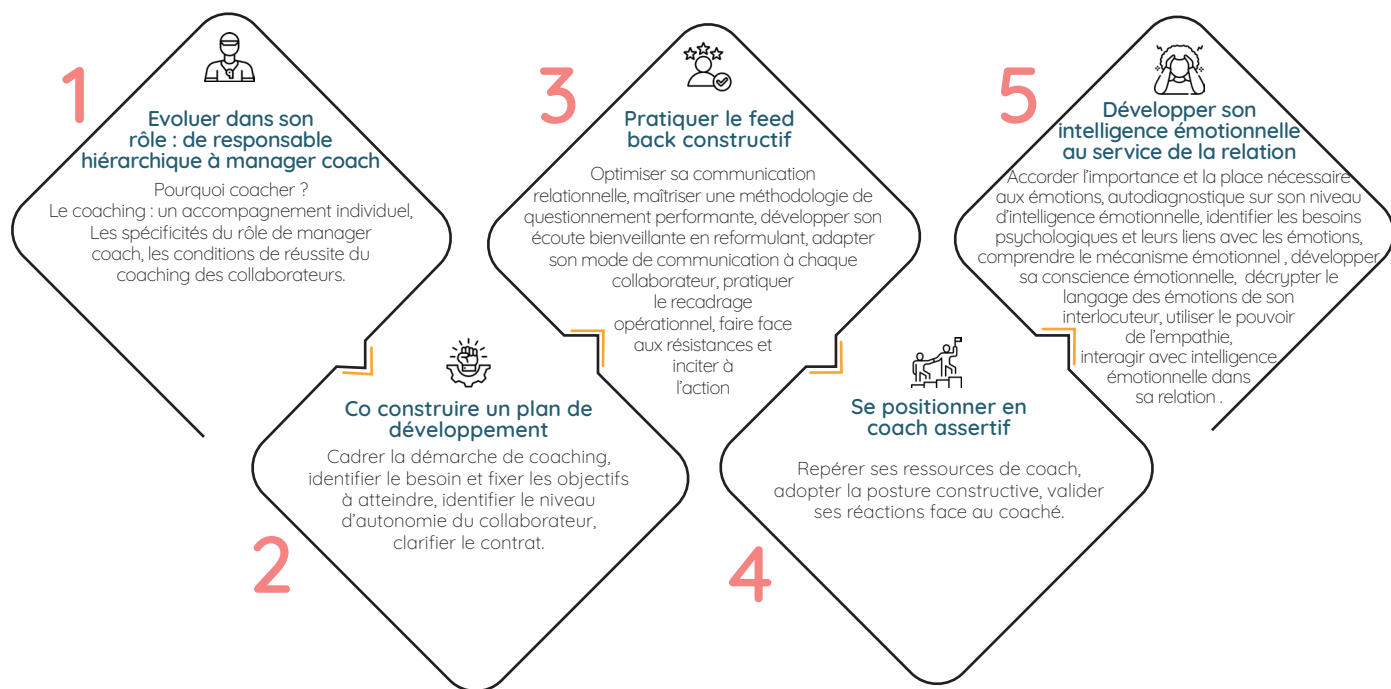 1
Evoluer dans son
rôle : de responsable
hiérarchique à manager coach
Pourquoi coacher ?
Le coaching : un accompagnement individuel,
Les spécificités du rôle de manager
coach, les conditions de réussite du
coaching des collaborateurs.
2
Co construire un plan de
développement
Cadrer la démarche de coaching,
identifier le besoin et fixer les objectifs
à atteindre, identifier le niveau
d'autonomie du collaborateur,
clarifier le contrat.
3
Pratiquer le feed
back constructif
Optimiser sa communication
relationnelle, maîtriser une méthodologie de
questionnement performante, développer son
écoute bienveillante en reformulant, adapter
son mode de communication à chaque
collaborateur, pratiquer
le recadrage
opérationnel, faire face
aux résistances et
inciter à
l'action
4
Se positionner en
coach assertif
Repérer ses ressources de coach,
adopter la posture constructive, valider
ses réactions face au coaché.
5
Développer son
intelligence émotionnelle
au service de la relation
Accorder l'importance et la place nécessaire
aux émotions, autodiagnostique sur son niveau
d'intelligence émotionnelle, identifier les besoins
psychologiques et leurs liens avec les émotions,
comprendre le mécanisme émotionnel , développer
sa conscience émotionnelle, décrypter le
langage des émotions de son
interlocuteur, utiliser le pouvoir
de l'empathie,
interagir avec intelligence
émotionnelle dans
sa relation .